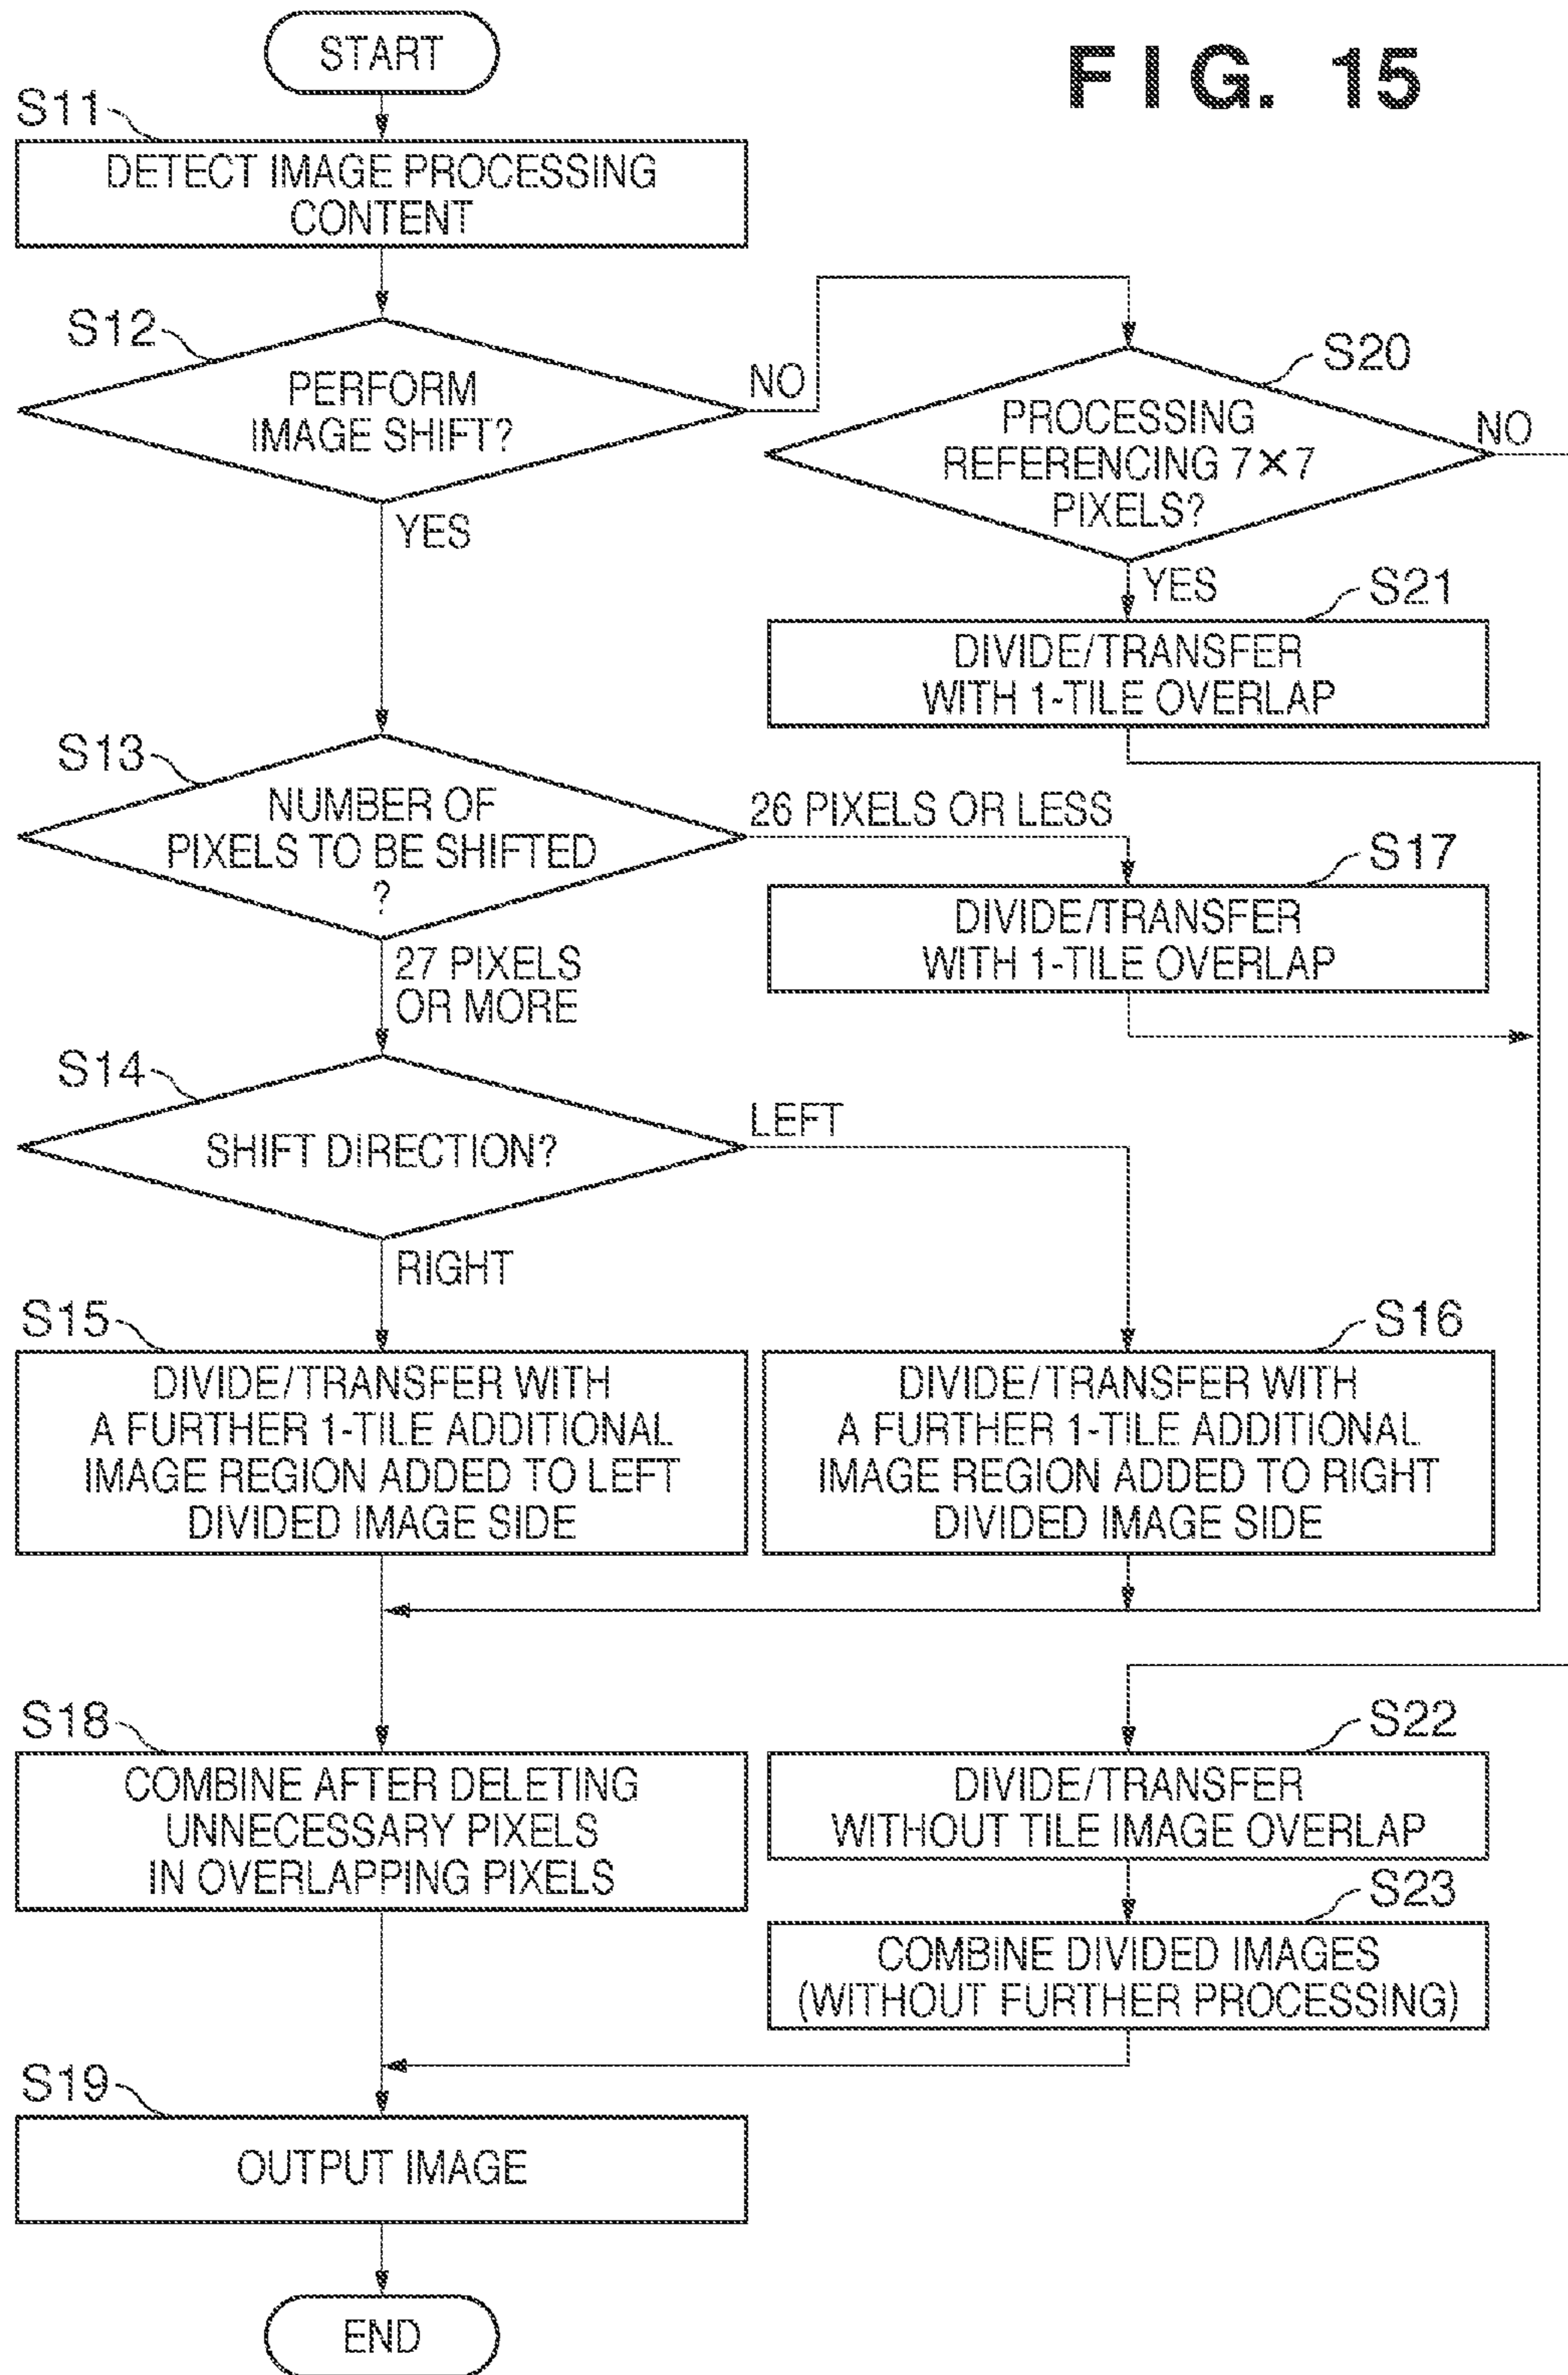 FIG. 15
START
S11
DETECT IMAGE PROCESSING
CONTENT
S12
PERFORM
IMAGE SHIFT?
NO
YES
S20
PROCESSING
REFERENCING 7×7
PIXELS?
NO
YES
S21
DIVIDE/TRANSFER
WITH 1-TILE OVERLAP
S13
NUMBER OF
PIXELS TO BE SHIFTED
?
26 PIXELS OR LESS
27 PIXELS
OR MORE
S17
DIVIDE/TRANSFER
WITH 1-TILE OVERLAP
S14
SHIFT DIRECTION?
LEFT
RIGHT
S15
DIVIDE/TRANSFER WITH
A FURTHER 1-TILE ADDITIONAL
IMAGE REGION ADDED TO LEFT
DIVIDED IMAGE SIDE
S16
DIVIDE/TRANSFER WITH
A FURTHER 1-TILE ADDITIONAL
IMAGE REGION ADDED TO RIGHT
DIVIDED IMAGE SIDE
S18
COMBINE AFTER DELETING
UNNECESSARY PIXELS
IN OVERLAPPING PIXELS
S22
DIVIDE/TRANSFER
WITHOUT TILE IMAGE OVERLAP
S23
COMBINE DIVIDED IMAGES
(WITHOUT FURTHER PROCESSING)
S19
OUTPUT IMAGE
END